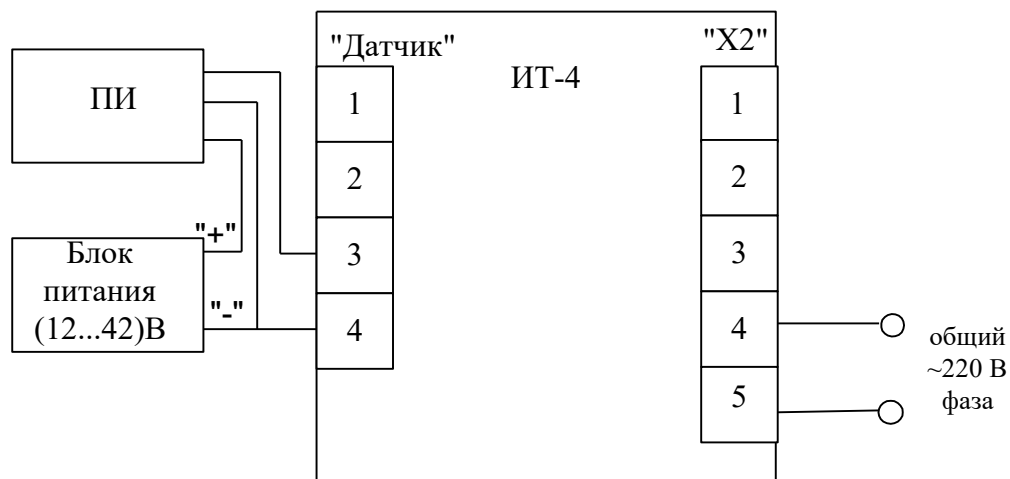 "Датчик"
"X2"
ИТ-4
ПИ
1
2
3
4
1
2
3
4
5
"+"
"-"
Блок
питания
(12...42)В
общий
~220 В
фаза